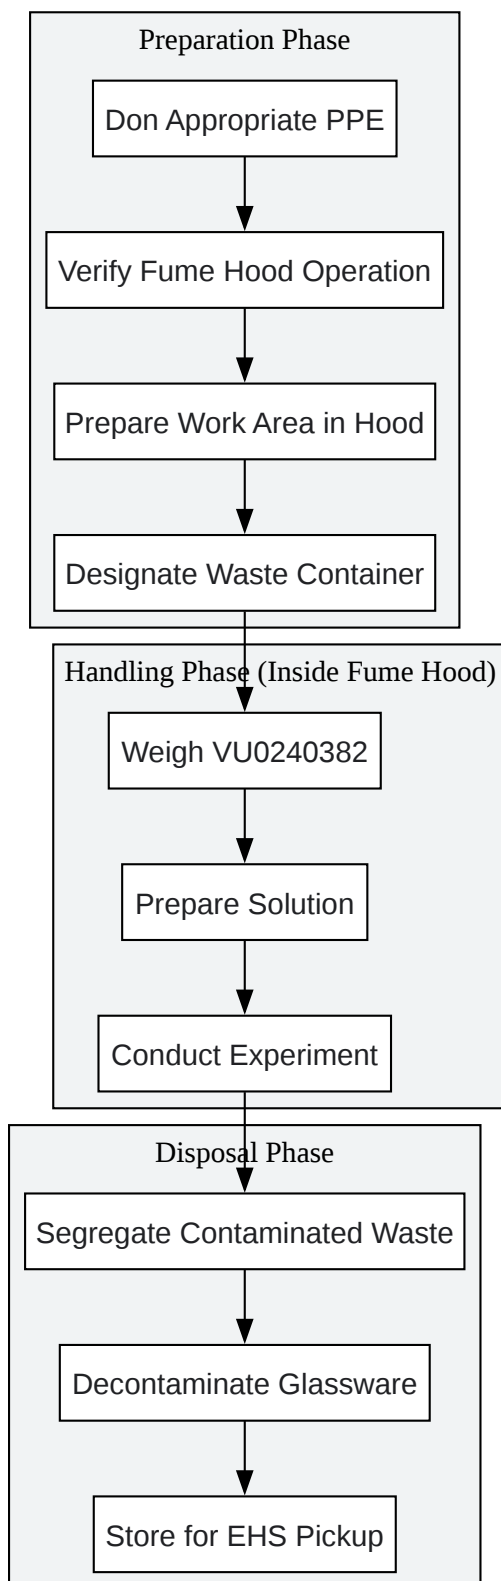 Preparation Phase
Don Appropriate PPE
Verify Fume Hood Operation
Prepare Work Area in Hood
Designate Waste Container
Handling Phase (Inside Fume Hood)
Weigh VU0240382
Prepare Solution
Conduct Experiment
Disposal Phase
Segregate Contaminated Waste
Decontaminate Glassware
Store for EHS Pickup